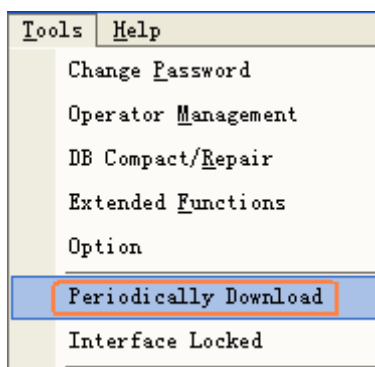 Tools Help
Change Password
Operator Management
DB Compact/Repair
Extended Functions
Option
Periodically Download
Interface Locked